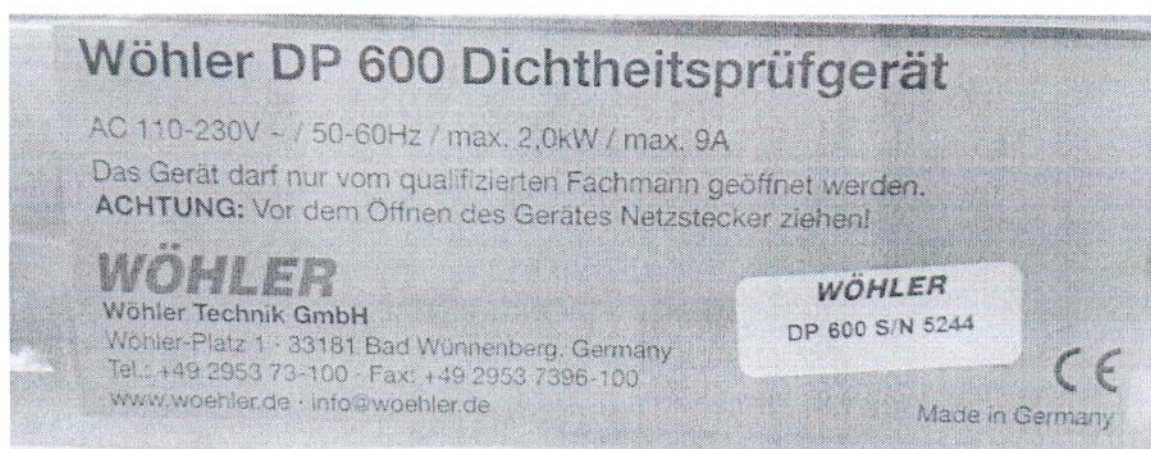 Wöhler DP 600 Dichtheitsprüfgerät
AC 110-230V ~ / 50-60Hz / max. 2,0kW / max. 9A
Das Gerät darf nur vom qualifizierten Fachmann geöffnet werden.
ACHTUNG: Vor dem Öffnen des Gerätes Netzstecker ziehen!
WÖHLER
Wöhler Technik GmbH
Wöhler-Platz 1 · 33181 Bad Wünnenberg, Germany
Tel.: +49 2953 73-100 · Fax: +49 2953 7396-100
www.woehler.de · info@woehler.de
WÖHLER
DP 600 S/N 5244
CE
Made in Germany